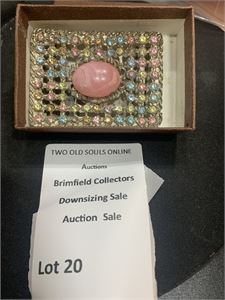 TWO OLD SOULS ONLINE
Auctions
Brimfield Collectors
Downsizing Sale
Auction Sale
Lot 20